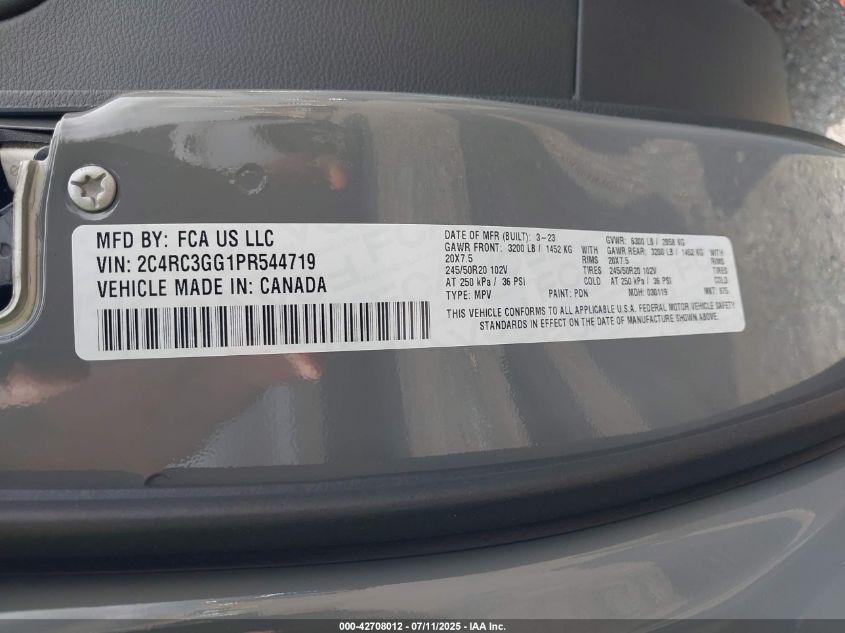 MFD BY: FCA US LLC
VIN: 2C4RC3GG1PR544719
VEHICLE MADE IN: CANADA
DATE OF MFR (BUILT): 3-23 GVWR: 6300 LB / 2858 KG
GAWR FRONT: 3200 LB / 1452 KG WITH GAWR REAR: 3200 LB / 1452 KG WITH
20X7.5 RIMS 20X7.5 RIMS
245/50R20 102V TIRES 245/50R20 102V TIRES
AT 250 kPa / 36 PSI COLD AT 250 kPa / 36 PSI COLD
TYPE: MPV PAINT: PDN MDH: 030119 MKT: 675
THIS VEHICLE CONFORMS TO ALL APPLICABLE U.S.A. FEDERAL MOTOR VEHICLE SAFETY
STANDARDS IN EFFECT ON THE DATE OF MANUFACTURE SHOWN ABOVE.
000-42708012 - 07/11/2025 - IAA Inc.